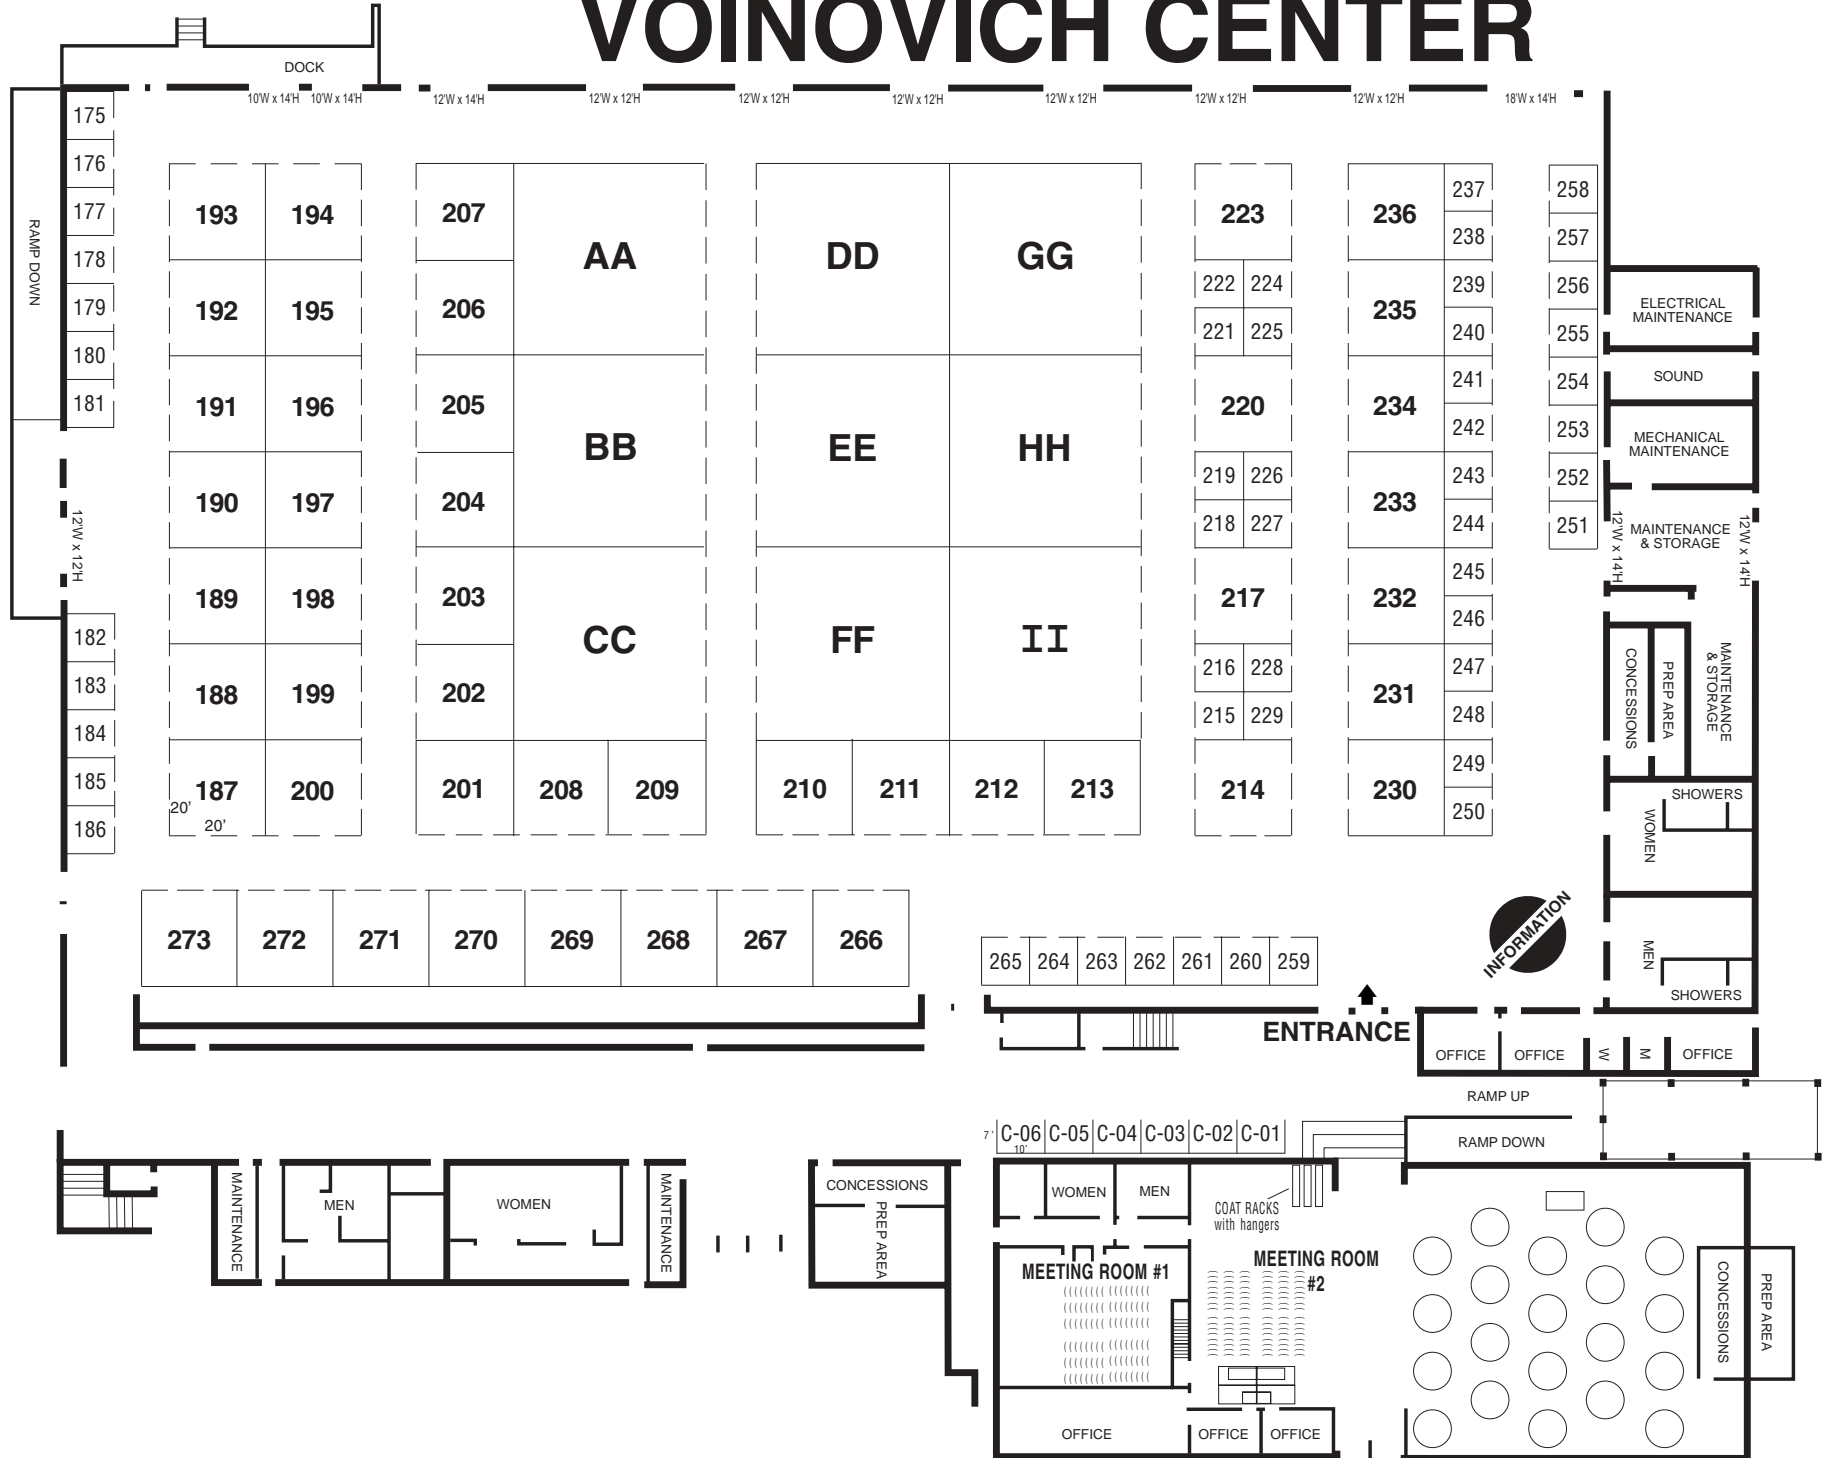 VOINOVICH CENTER
DOCK
10'W x 14'H 10'W x 14'H 12'W x 14'H 12'W x 12'H 12'W x 12'H 12'W x 12'H 12'W x 12'H 12'W x 12'H 12'W x 12'H 18'W x 14'H
RAMP DOWN
175
176
177
178
179
180
181
12'W x 12'H
182
183
184
185
186
193 194
192 195
191 196
190 197
189 198
188 199
187 200
20'
20'
207
206
205
204
203
202
201 208 209
AA
BB
CC
DD GG
EE HH
FF II
210 211 212 213
223
222 224
221 225
220
219 226
218 227
217
216 228
215 229
214
236
235
234
233
232
231
230
237
238
239
240
241
242
243
244
245
246
247
248
249
250
258
257
256
255
254
253
252
251
ELECTRICAL
MAINTENANCE
SOUND
MECHANICAL
MAINTENANCE
12'W x 14'H
MAINTENANCE
& STORAGE
12'W x 14'H
CONCESSIONS
PREP AREA
MAINTENANCE
& STORAGE
SHOWERS
WOMEN
MEN
SHOWERS
INFORMATION
273 272 271 270 269 268 267 266
265 264 263 262 261 260 259
ENTRANCE
OFFICE OFFICE W M OFFICE
RAMP UP
RAMP DOWN
7' C-06 C-05 C-04 C-03 C-02 C-01
10'
MAINTENANCE
MEN
WOMEN
MAINTENANCE
CONCESSIONS
PREP AREA
WOMEN MEN
COAT RACKS
with hangers
MEETING ROOM #1
MEETING ROOM
#2
OFFICE OFFICE OFFICE
CONCESSIONS
PREP AREA